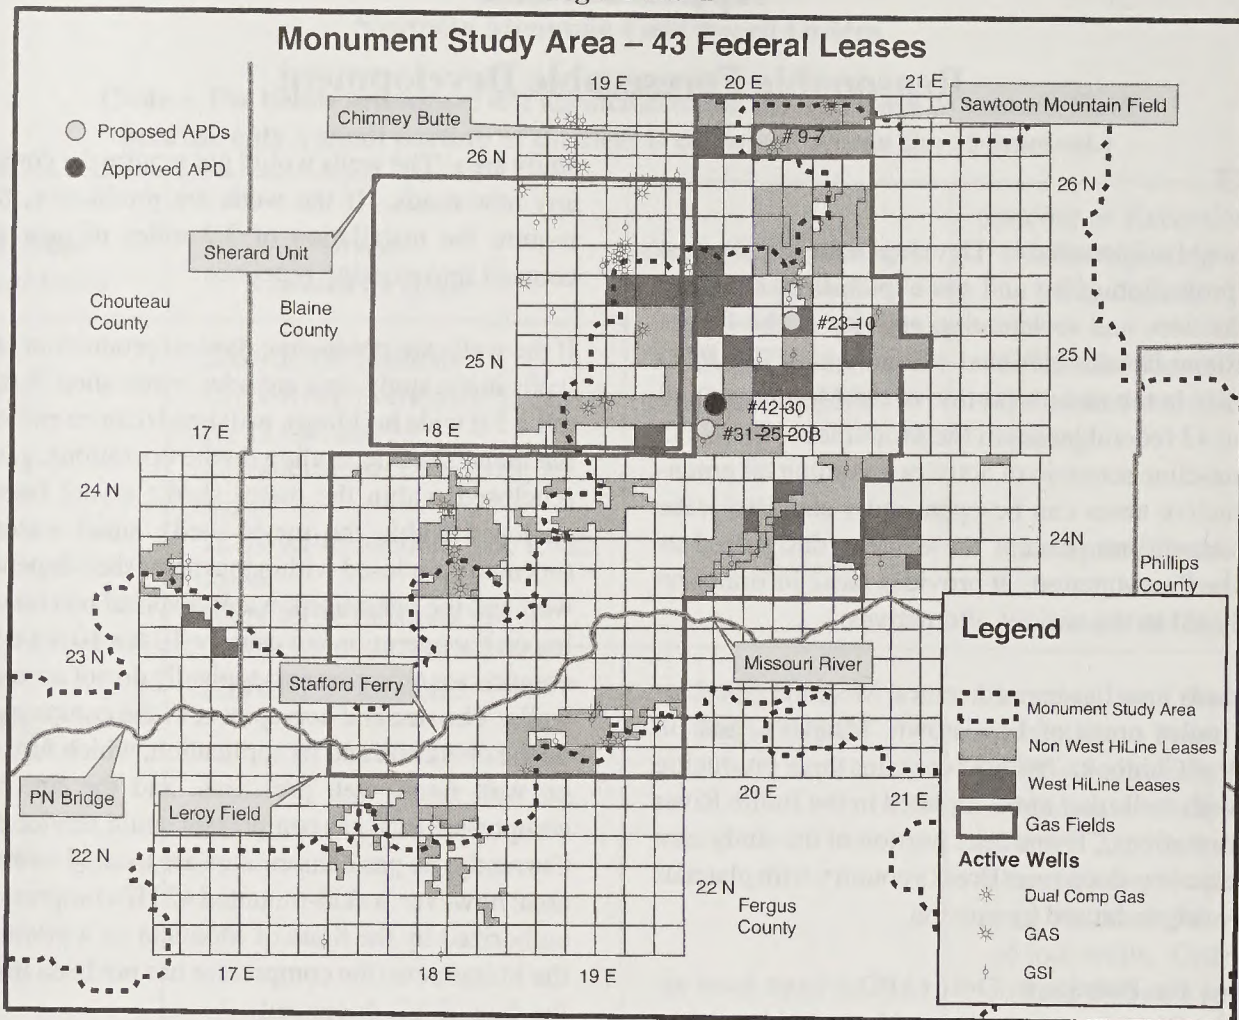 Monument Study Area – 43 Federal Leases
19 E
20 E
21 E
Chimney Butte
Sawtooth Mountain Field
Proposed APDs
Approved APD
# 9-7
26 N
26 N
Sherard Unit
Chouteau
County
Blaine
County
#23-10
25 N
25 N
#42-30
#31-25-20B
17 E
18 E
24 N
24N
Phillips
County
Legend
23 N
Missouri River
Stafford Ferry
Monument Study Area
Non West HiLine Leases
West HiLine Leases
Gas Fields
PN Bridge
Leroy Field
20 E
21 E
22 N
22 N
Fergus
County
Active Wells
Dual Comp Gas
GAS
GSI
17 E
18 E
19 E